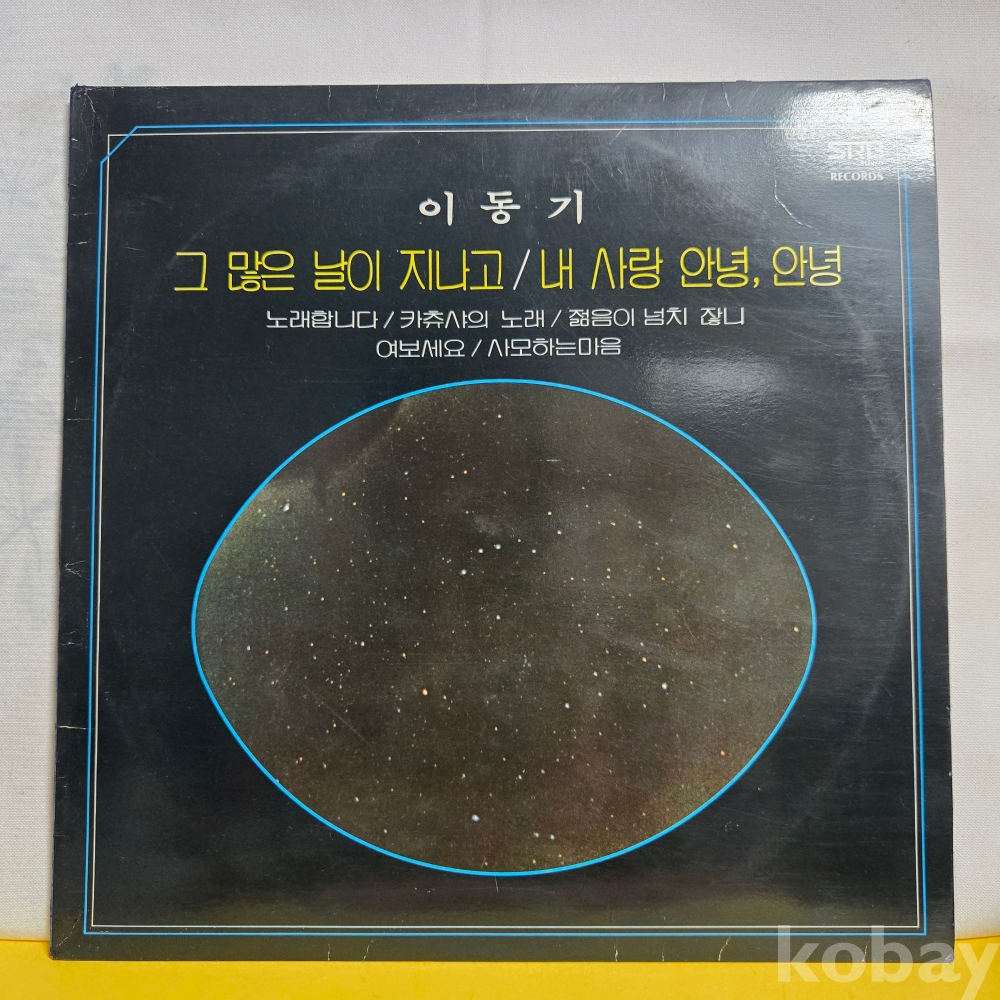 SRB
RECORDS
이 동 기
그 많은 날이 지나고 / 내 사랑 안녕, 안녕
노래합니다 / 카츄샤의 노래 / 젊음이 넘치 잖니
여보세요 / 사모하는마음
kobay